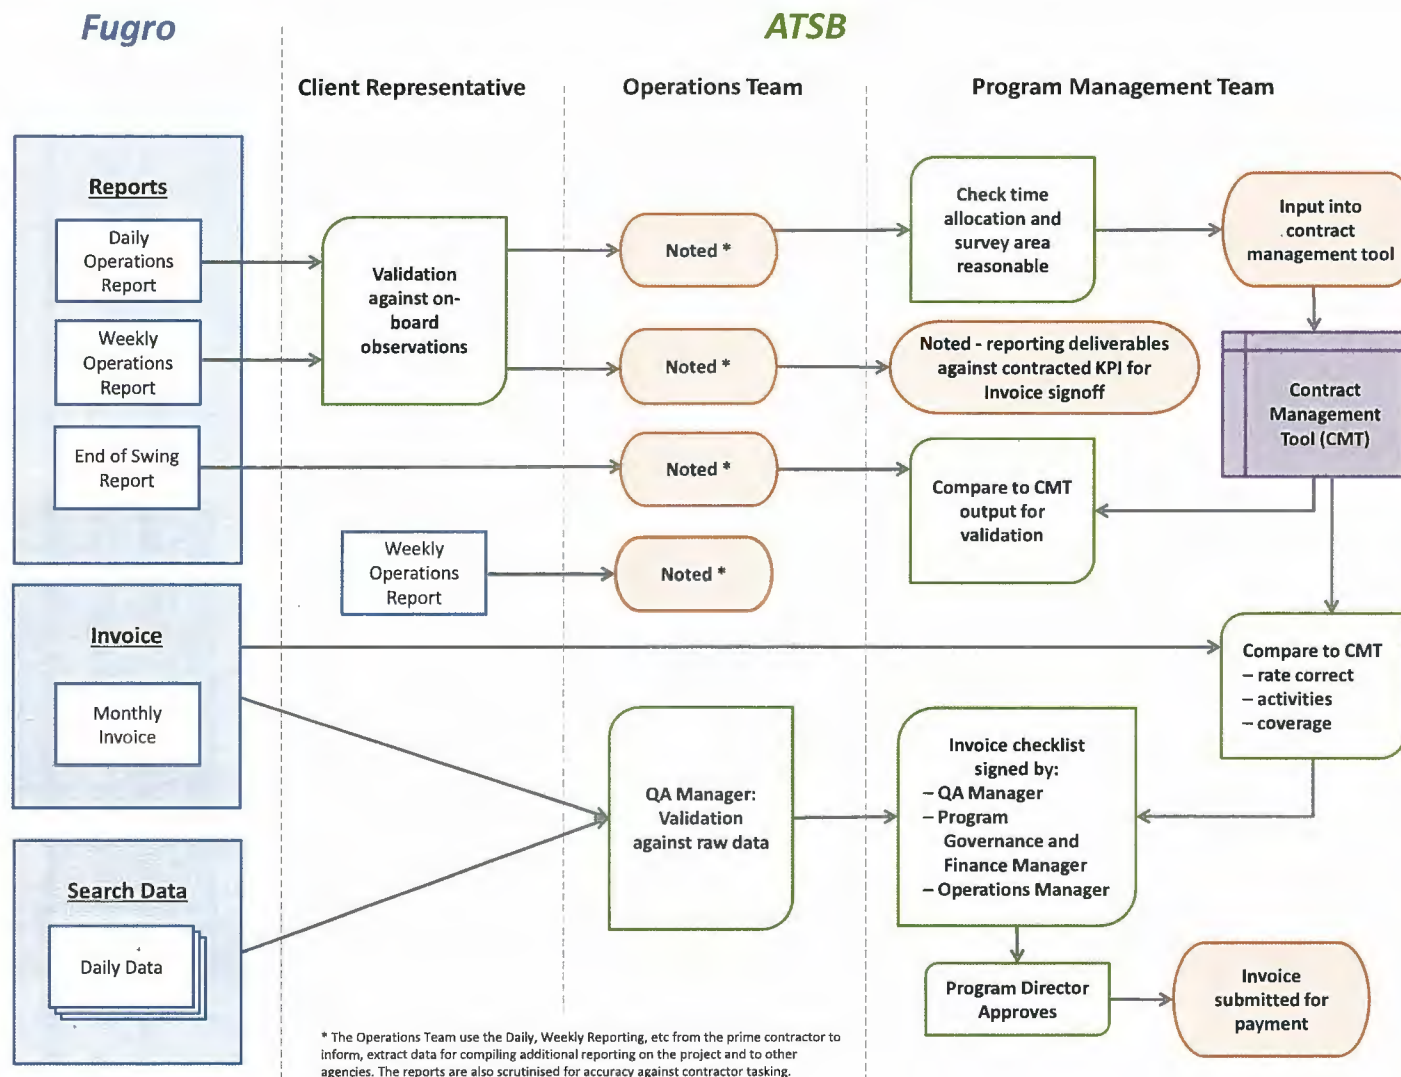 Fugro
ATSB
Client Representative
Operations Team
Program Management Team
Reports
Daily
Operations
Report
Weekly
Operations
Report
End of Swing
Report
Validation
against on-
board
observations
Noted *
Noted *
Noted *
Weekly
Operations
Report
Noted *
Check time
allocation and
survey area
reasonable
Input into
contract
management tool
Noted - reporting deliverables
against contracted KPI for
Invoice signoff
Contract
Management
Tool (CMT)
Compare to CMT
output for
validation
Invoice
Monthly
Invoice
Compare to CMT
– rate correct
– activities
– coverage
QA Manager:
Validation
against raw data
Invoice checklist
signed by:
– QA Manager
– Program
Governance and
Finance Manager
– Operations Manager
Search Data
Daily Data
Program Director
Approves
Invoice
submitted for
payment
* The Operations Team use the Daily, Weekly Reporting, etc from the prime contractor to
inform, extract data for compiling additional reporting on the project and to other
agencies. The reports are also scrutinised for accuracy against contractor tasking.